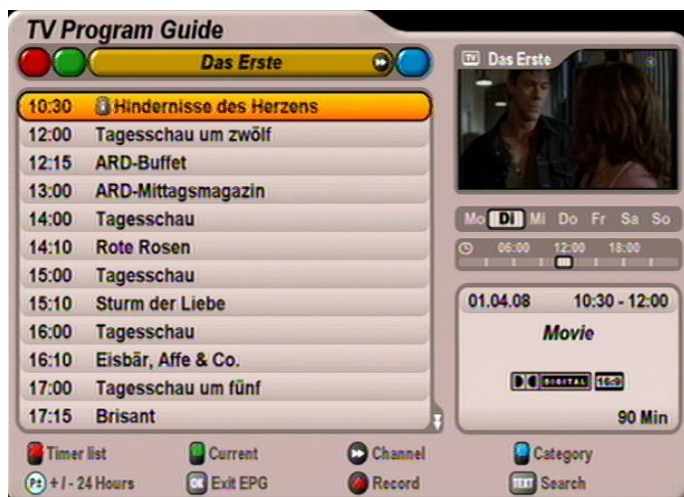 TV Program Guide
Das Erste
10:30 Hindernisse des Herzens
12:00 Tagesschau um zwölf
12:15 ARD-Buffet
13:00 ARD-Mittagsmagazin
14:00 Tagesschau
14:10 Rote Rosen
15:00 Tagesschau
15:10 Sturm der Liebe
16:00 Tagesschau
16:10 Eisbär, Affe & Co.
17:00 Tagesschau um fünf
17:15 Brisant
TV Das Erste
Mo Di Mi Do Fr Sa So
06:00 12:00 18:00
01.04.08 10:30 - 12:00
Movie
DIGITAL 16:9
90 Min
Timer list Current Channel Category
P± + / - 24 Hours OK Exit EPG Record TEXT Search